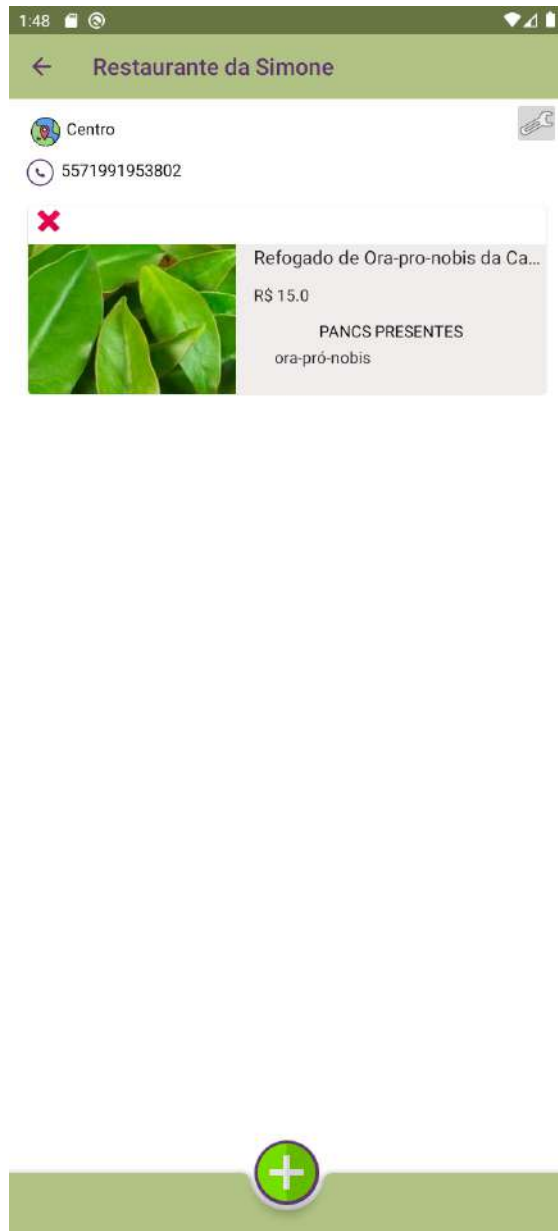 1:48
Restaurante da Simone
Centro
5571991953802
Refogado de Ora-pro-nobis da Ca...
R$ 15.0
PANCS PRESENTES
ora-pró-nobis